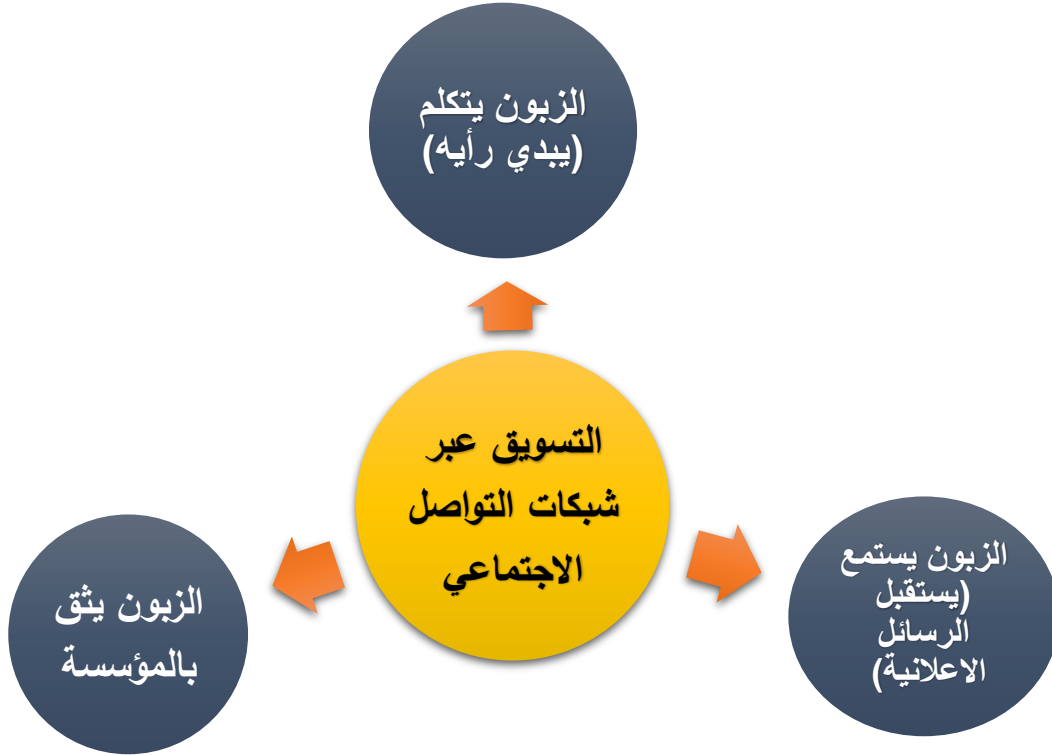 الزبون يتكلم
(يبدي رأيه)
التسويق عبر
شبكات التواصل
الاجتماعي
الزبون يستمع
(يستقبل
الرسائل
الاعلانية)
الزبون يثق
بالمؤسسة